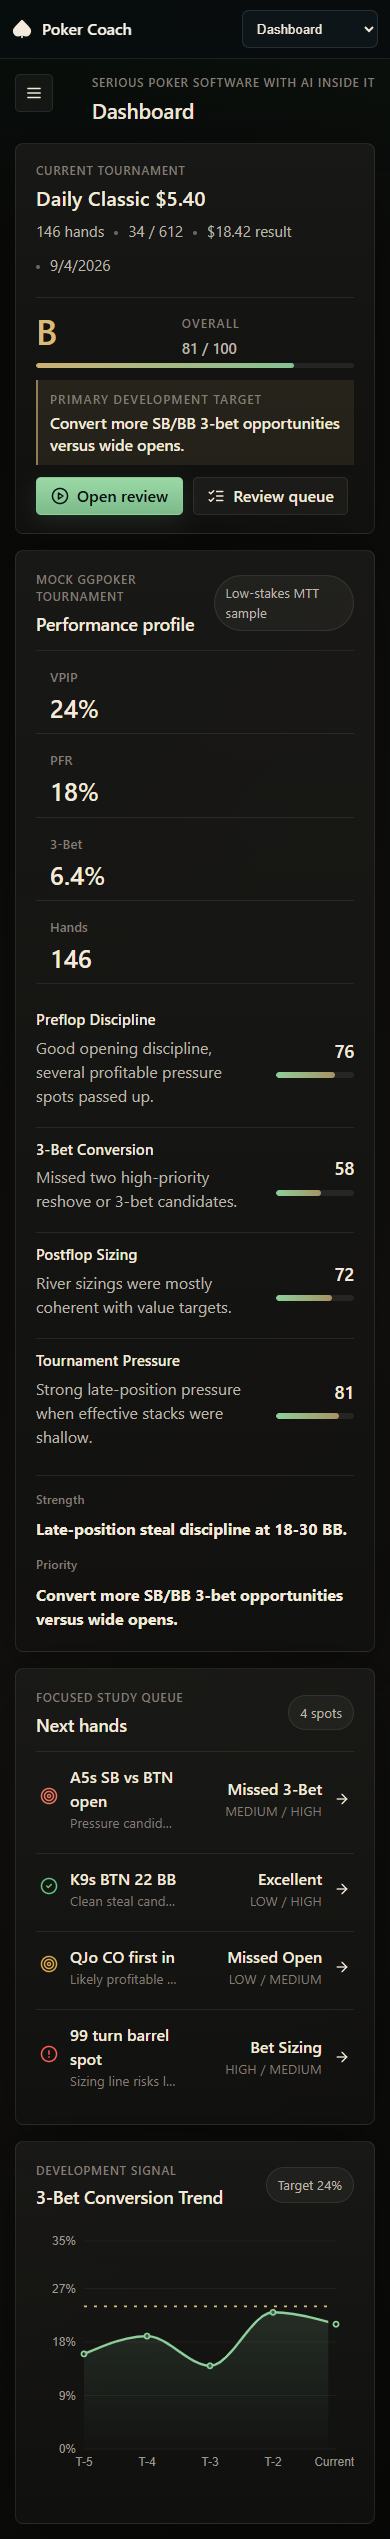 Poker Coach
Dashboard
SERIOUS POKER SOFTWARE WITH AI INSIDE IT
Dashboard
CURRENT TOURNAMENT
Daily Classic $5.40
146 hands • 34 / 612 • $18.42 result
• 9/4/2026
B
OVERALL
81 / 100
PRIMARY DEVELOPMENT TARGET
Convert more SB/BB 3-bet opportunities
versus wide opens.
Open review
Review queue
MOCK GGPOKER
TOURNAMENT
Performance profile
Low-stakes MTT
sample
VPIP
24%
PFR
18%
3-Bet
6.4%
Hands
146
Preflop Discipline
Good opening discipline,
several profitable pressure
spots passed up.
76
3-Bet Conversion
Missed two high-priority
reshove or 3-bet candidates.
58
Postflop Sizing
River sizings were mostly
coherent with value targets.
72
Tournament Pressure
Strong late-position pressure
when effective stacks were
shallow.
81
Strength
Late-position steal discipline at 18-30 BB.
Priority
Convert more SB/BB 3-bet opportunities
versus wide opens.
FOCUSED STUDY QUEUE
Next hands
4 spots
A5s SB vs BTN
open
Pressure candid...
Missed 3-Bet
MEDIUM / HIGH
K9s BTN 22 BB
Clean steal cand...
Excellent
LOW / HIGH
QJo CO first in
Likely profitable ...
Missed Open
LOW / MEDIUM
99 turn barrel
spot
Sizing line risks l...
Bet Sizing
HIGH / MEDIUM
DEVELOPMENT SIGNAL
3-Bet Conversion Trend
Target 24%
35%
27%
18%
9%
0%
T-5 T-4 T-3 T-2 Current